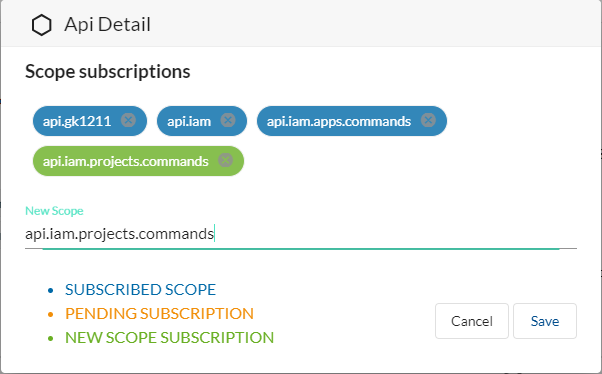 Api Detail
Scope subscriptions
api.gk1211 api.iam api.iam.apps.commands
api.iam.projects.commands
New Scope
api.iam.projects.commands
SUBSCRIBED SCOPE
PENDING SUBSCRIPTION
NEW SCOPE SUBSCRIPTION
Cancel Save